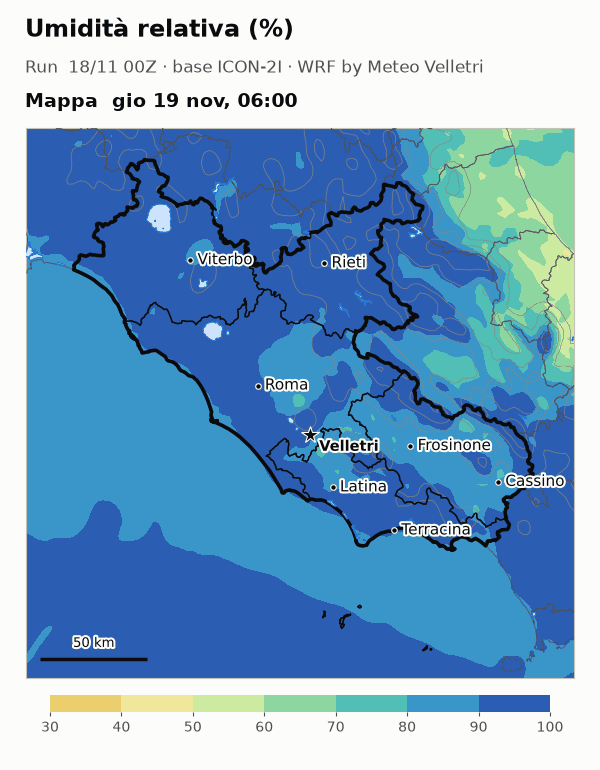 Umidità relativa (%)
Run 18/11 00Z · base ICON-2I · WRF by Meteo Velletri
Mappa gio 19 nov, 06:00
Viterbo
Rieti
Roma
Velletri
Frosinone
Latina
Cassino
Terracina
50 km
30 40 50 60 70 80 90 100